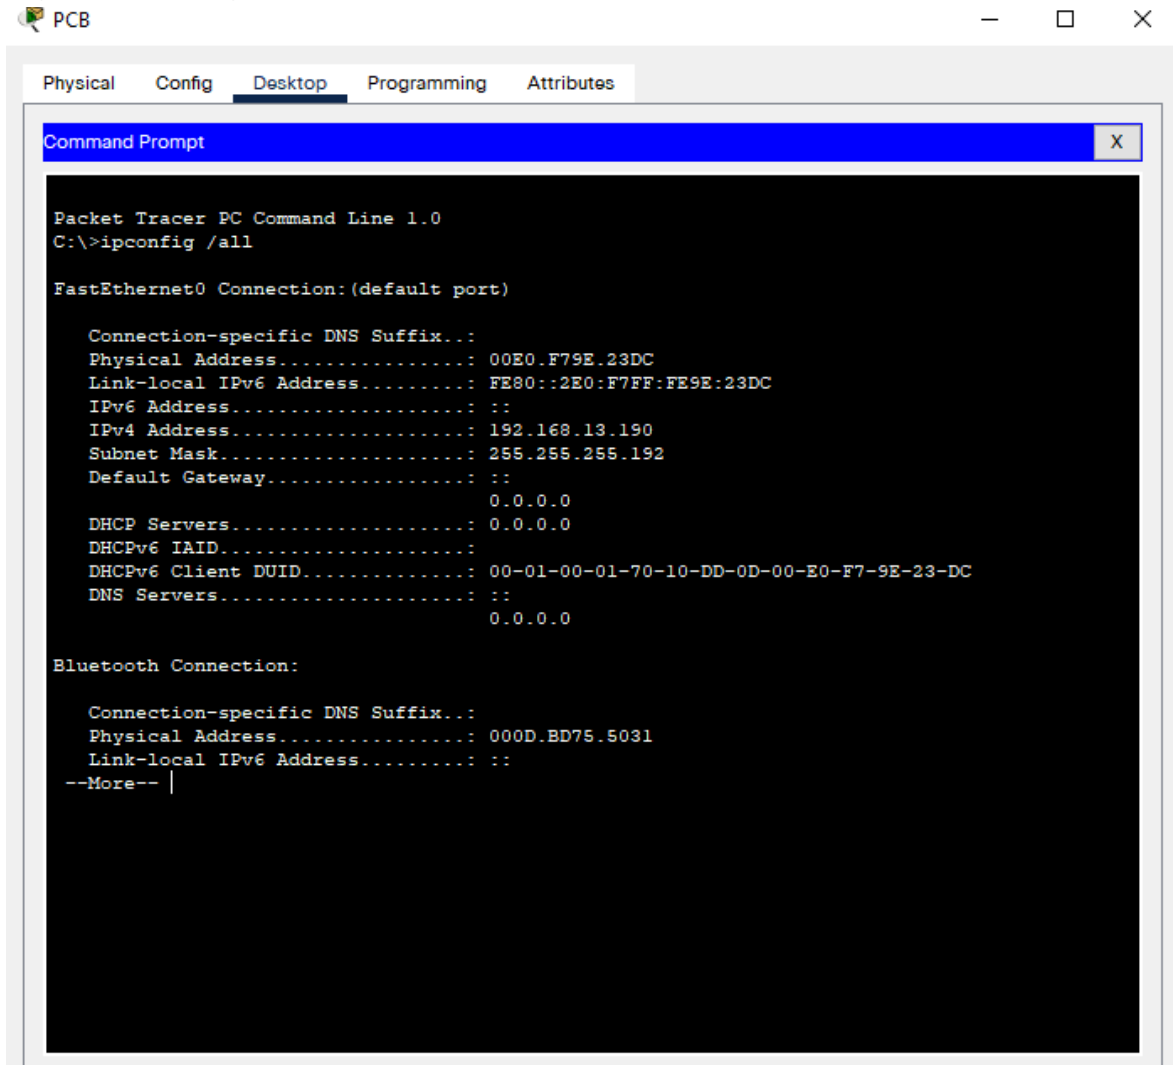 PCB
Physical Config Desktop Programming Attributes
Command Prompt X
Packet Tracer PC Command Line 1.0
C:\>ipconfig /all
FastEthernet0 Connection:(default port)
Connection-specific DNS Suffix..:
Physical Address................: 00E0.F79E.23DC
Link-local IPv6 Address.........: FE80::2E0:F7FF:FE9E:23DC
IPv6 Address....................: ::
IPv4 Address....................: 192.168.13.190
Subnet Mask.....................: 255.255.255.192
Default Gateway.................: ::
0.0.0.0
DHCP Servers....................: 0.0.0.0
DHCPv6 IAID.....................:
DHCPv6 Client DUID..............: 00-01-00-01-70-10-DD-0D-00-E0-F7-9E-23-DC
DNS Servers.....................: ::
0.0.0.0
Bluetooth Connection:
Connection-specific DNS Suffix..:
Physical Address................: 000D.BD75.5031
Link-local IPv6 Address.........: ::
--More--